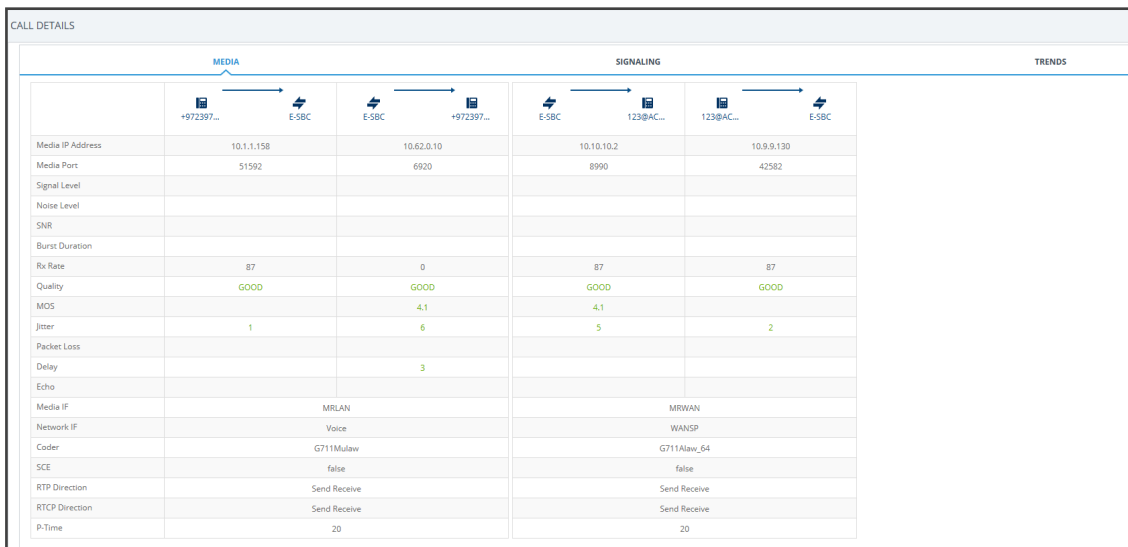 CALL DETAILS
MEDIA SIGNALING TRENDS
+972397... E-SBC E-SBC +972397... E-SBC 123@AC... 123@AC... E-SBC
Media IP Address 10.1.1.158 10.62.0.10 10.10.10.2 10.9.9.130
Media Port 51592 6920 8990 42582
Signal Level
Noise Level
SNR
Burst Duration
Rx Rate 87 0 87 87
Quality GOOD GOOD GOOD GOOD
MOS 4.1 4.1
Jitter 1 6 5 2
Packet Loss
Delay 3
Echo
Media IF MRLAN MRWAN
Network IF Voice WANSP
Coder G711Mulaw G711Alaw_64
SCE false false
RTP Direction Send Receive Send Receive
RTCP Direction Send Receive Send Receive
P-Time 20 20